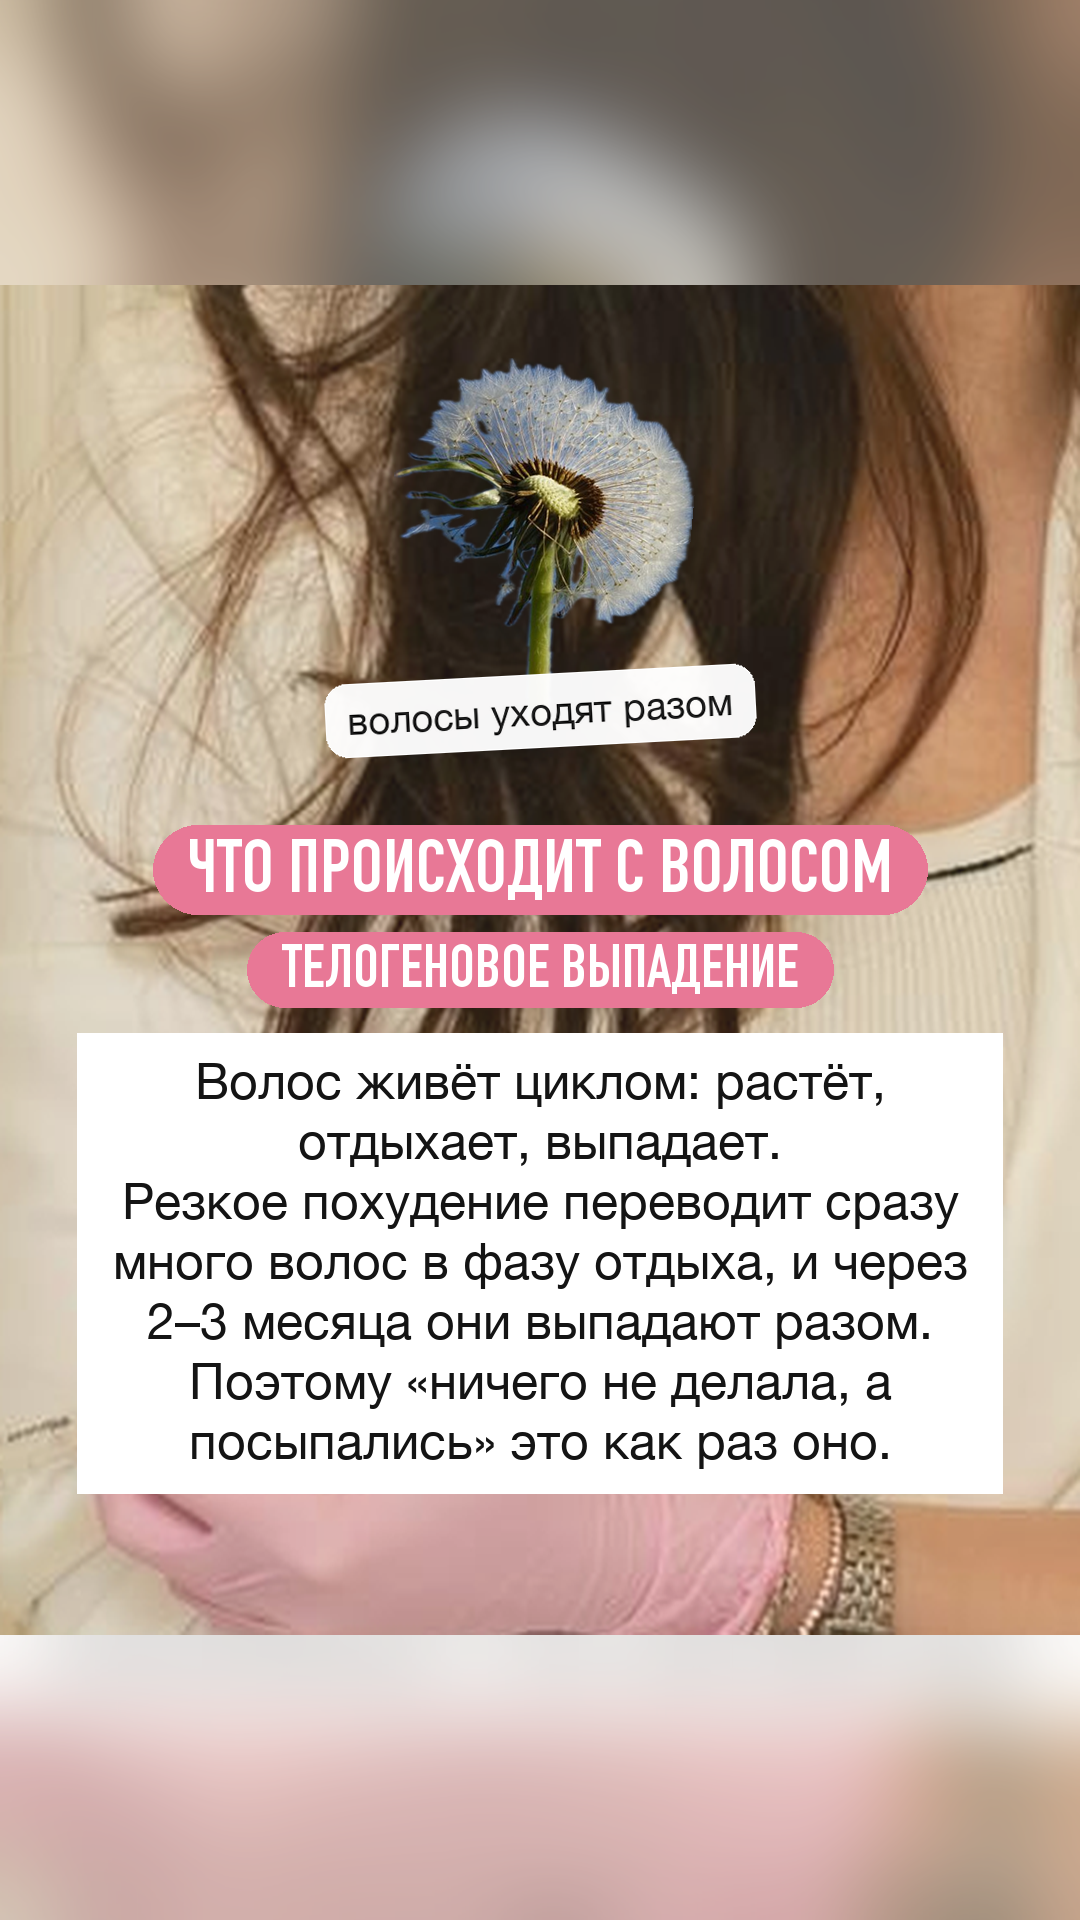 волосы уходят разом
ЧТО ПРОИСХОДИТ С ВОЛОСОМ
ТЕЛОГЕНОВОЕ ВЫПАДЕНИЕ
Волос живёт циклом: растёт,
отдыхает, выпадает.
Резкое похудение переводит сразу
много волос в фазу отдыха, и через
2–3 месяца они выпадают разом.
Поэтому «ничего не делала, а
посыпались» это как раз оно.